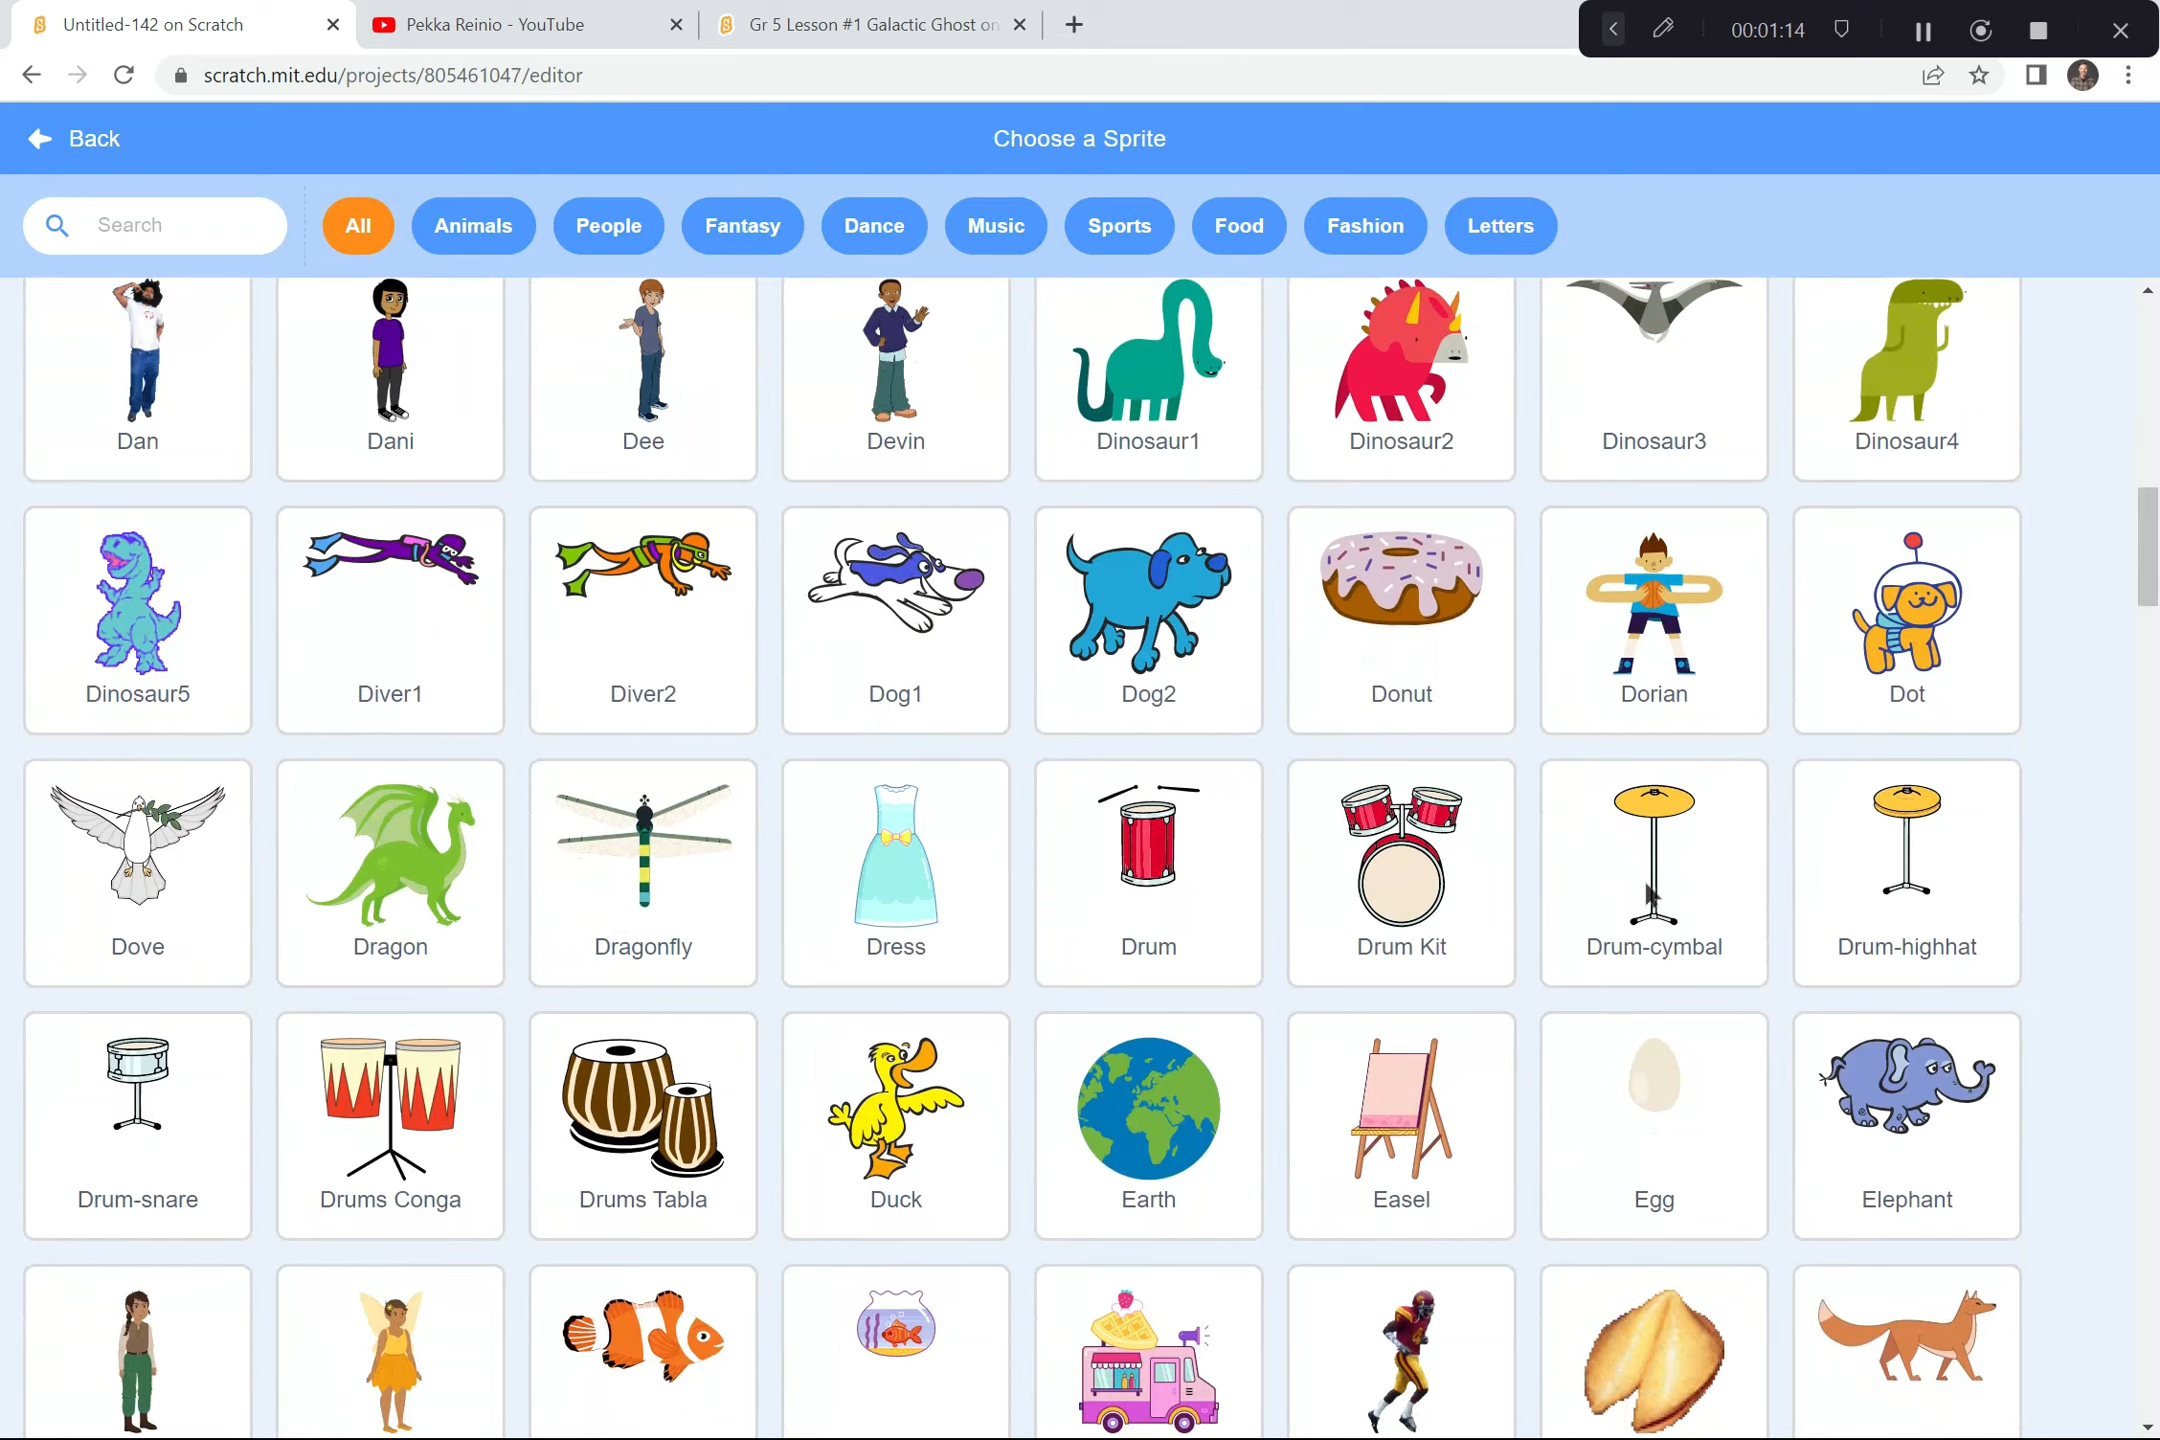 Untitled-142 on Scratch
Pekka Reinio - YouTube
Gr 5 Lesson #1 Galactic Ghost on
00:01:14
scratch.mit.edu/projects/805461047/editor
Back
Choose a Sprite
Search
All
Animals
People
Fantasy
Dance
Music
Sports
Food
Fashion
Letters
Dan
Dani
Dee
Devin
Dinosaur1
Dinosaur2
Dinosaur3
Dinosaur4
Dinosaur5
Diver1
Diver2
Dog1
Dog2
Donut
Dorian
Dot
Dove
Dragon
Dragonfly
Dress
Drum
Drum Kit
Drum-cymbal
Drum-highhat
Drum-snare
Drums Conga
Drums Tabla
Duck
Earth
Easel
Egg
Elephant